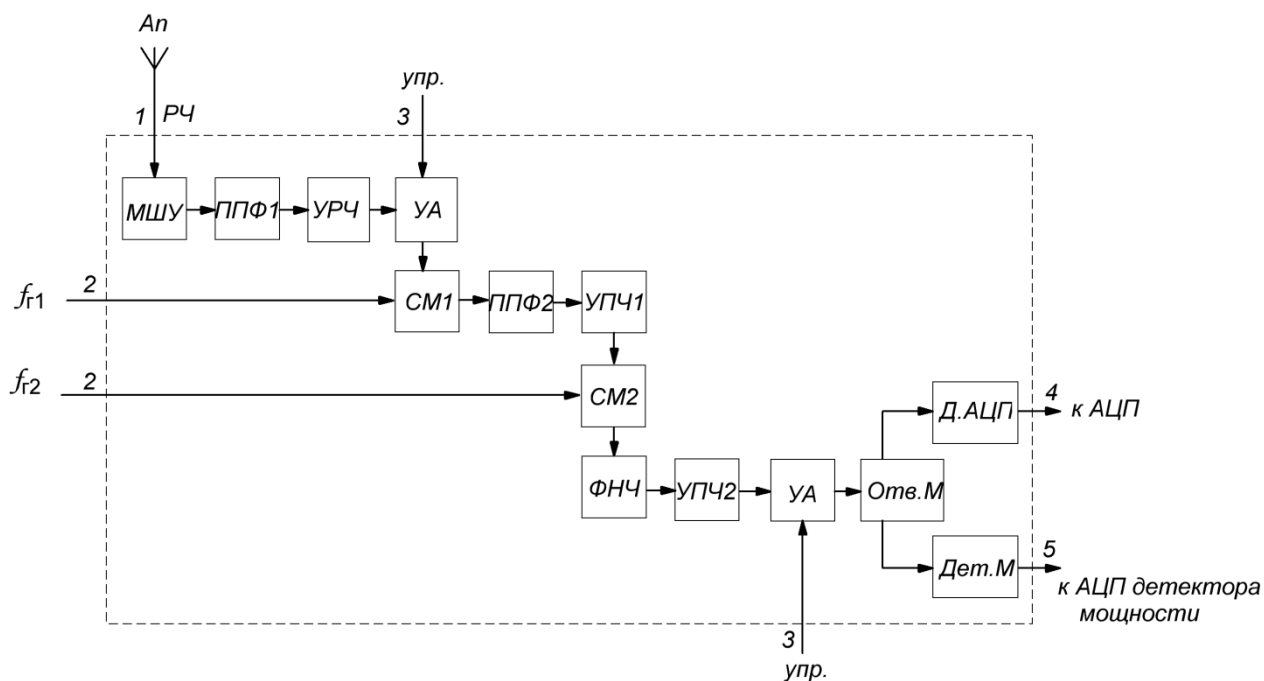 Ап
упр.
1 РЧ
3
МШУ
ППФ1
УРЧ
УА
fг1
2
СМ1
ППФ2
УПЧ1
fг2
2
СМ2
Д.АЦП
4
к АЦП
ФНЧ
УПЧ2
УА
Отв.М
Дет.М
5
к АЦП детектора
мощности
3
упр.